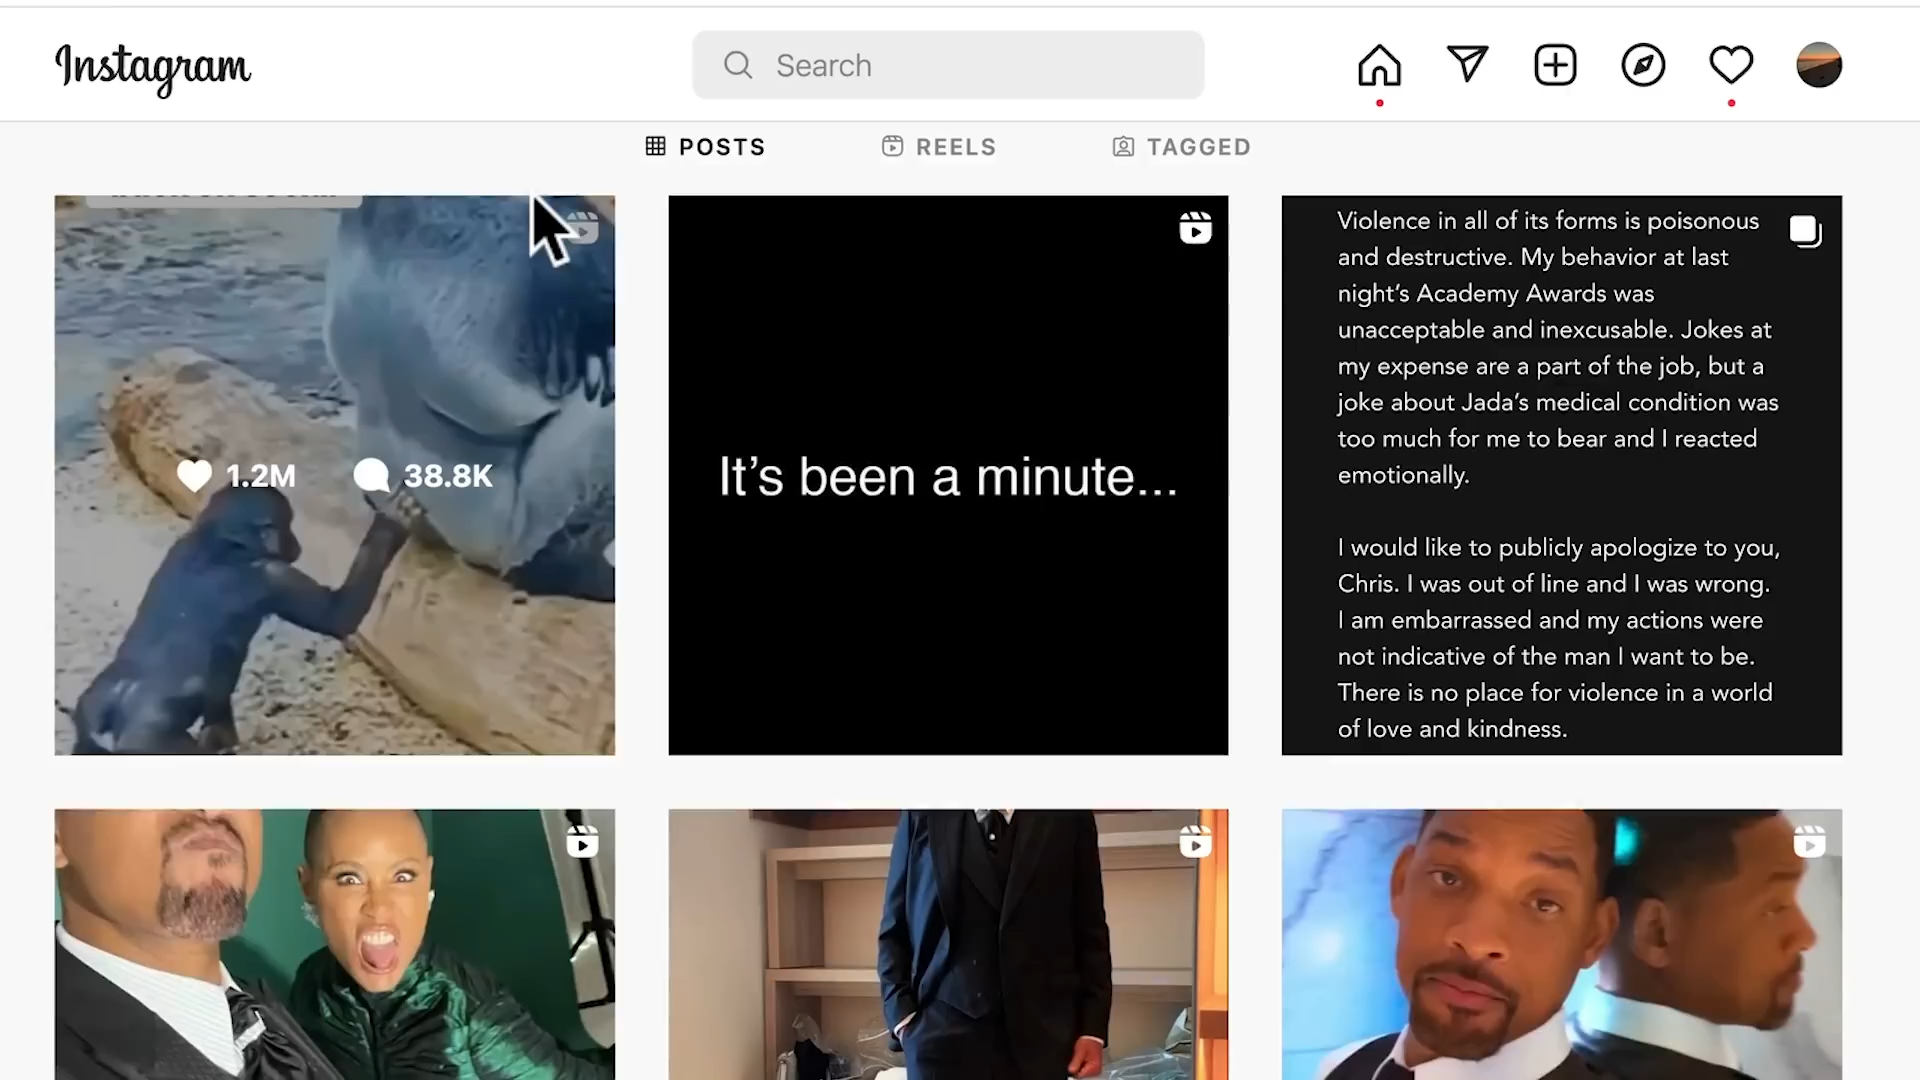 Instagram
Search
POSTS
REELS
TAGGED
1.2M
38.8K
It's been a minute...
Violence in all of its forms is poisonous
and destructive. My behavior at last
night's Academy Awards was
unacceptable and inexcusable. Jokes at
my expense are a part of the job, but a
joke about Jada's medical condition was
too much for me to bear and I reacted
emotionally.
I would like to publicly apologize to you,
Chris. I was out of line and I was wrong.
I am embarrassed and my actions were
not indicative of the man I want to be.
There is no place for violence in a world
of love and kindness.